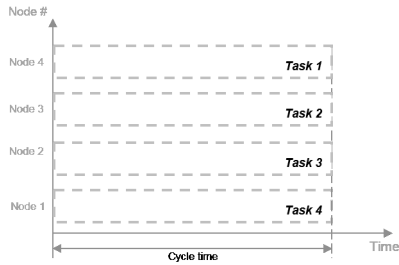 Node #
Node 4
Task 1
Node 3
Task 2
Node 2
Task 3
Node 1
Task 4
Time
Cycle time